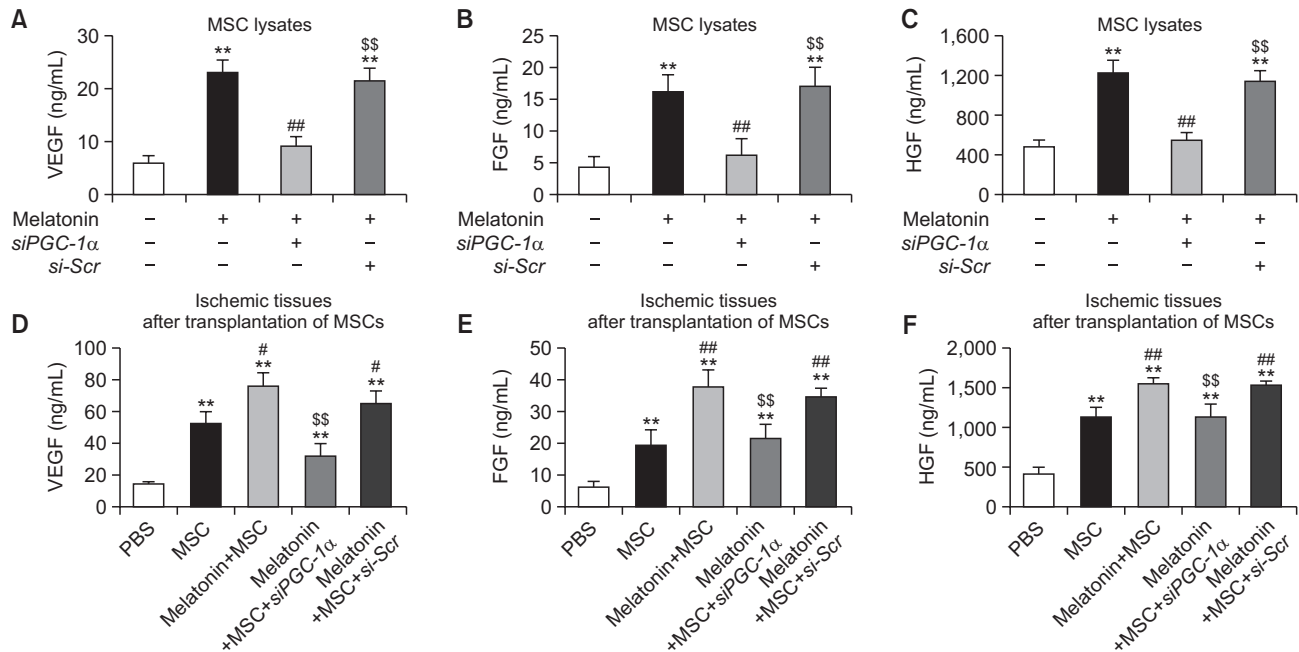 A
MSC lysates
VEGF (ng/mL)
30
20
10
0
**
##
$$
**
Melatonin − + + +
siPGC-1α − − + −
si-Scr − − − +
B
MSC lysates
FGF (ng/mL)
25
20
15
10
5
0
**
##
$$
**
Melatonin − + + +
siPGC-1α − − + −
si-Scr − − − +
C
MSC lysates
HGF (ng/mL)
1,600
1,200
800
400
0
**
##
$$
**
Melatonin − + + +
siPGC-1α − − + −
si-Scr − − − +
D
Ischemic tissues
after transplantation of MSCs
VEGF (ng/mL)
100
80
60
40
20
0
**
#
**
$$
**
#
**
PBS
MSC
Melatonin+MSC
Melatonin
+MSC+siPGC-1α
Melatonin
+MSC+si-Scr
E
Ischemic tissues
after transplantation of MSCs
FGF (ng/mL)
50
40
30
20
10
0
**
##
**
$$
**
##
**
PBS
MSC
Melatonin+MSC
Melatonin
+MSC+siPGC-1α
Melatonin
+MSC+si-Scr
F
Ischemic tissues
after transplantation of MSCs
HGF (ng/mL)
2,000
1,500
1,000
500
0
**
##
**
$$
**
##
**
PBS
MSC
Melatonin+MSC
Melatonin
+MSC+siPGC-1α
Melatonin
+MSC+si-Scr